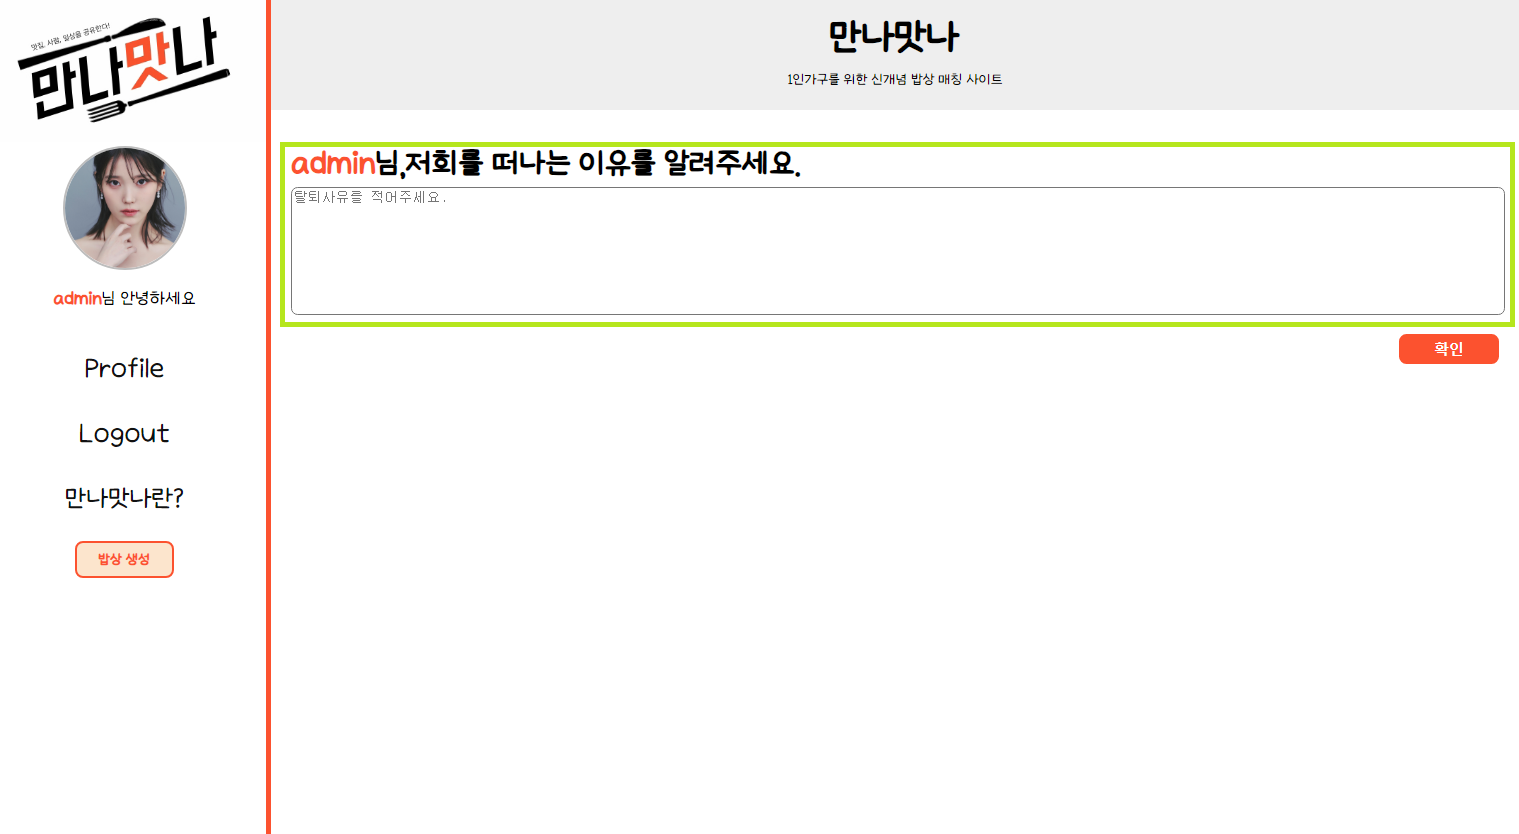 맛집, 사람, 일상을 공유한다!
만나맛나
admin님 안녕하세요
Profile
Logout
만나맛나란?
밥상 생성
만나맛나
1인가구를 위한 신개념 밥상 매칭 사이트
admin님,저희를 떠나는 이유를 알려주세요.
탈퇴사유을 적어주세요.
확인